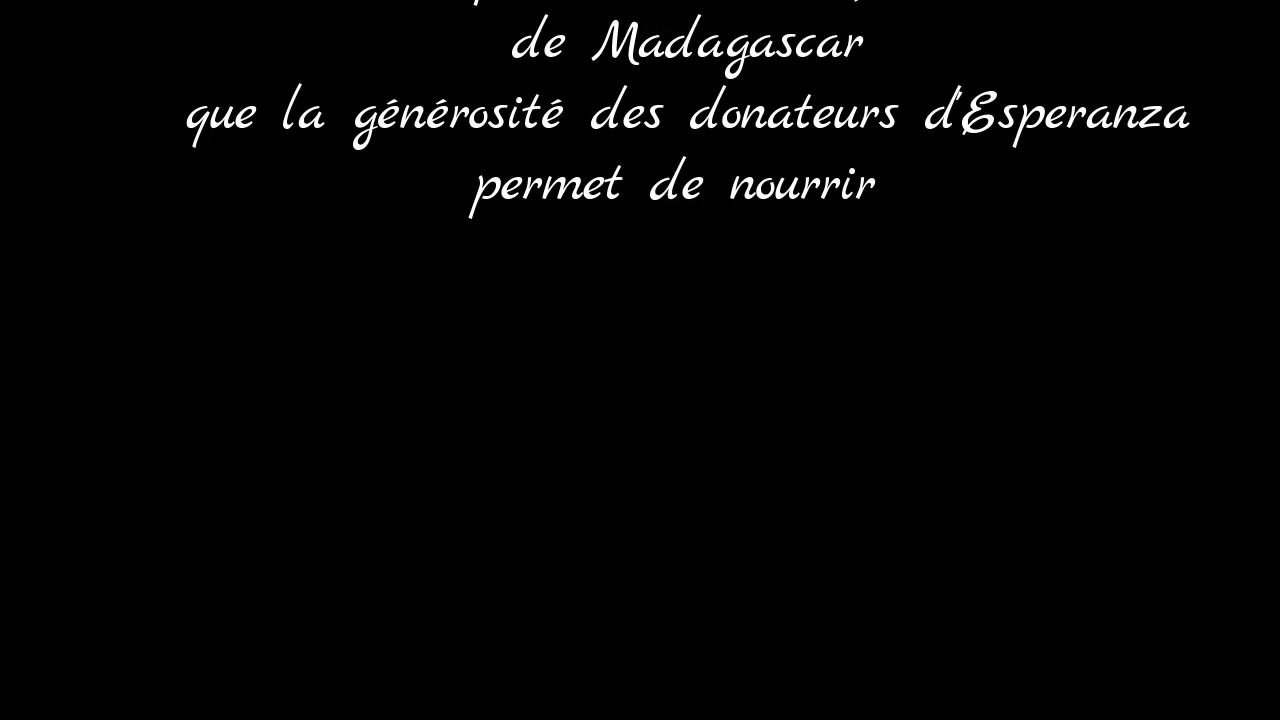 de Madagascar
que la générosité des donateurs d'Esperanza
permet de nourrir